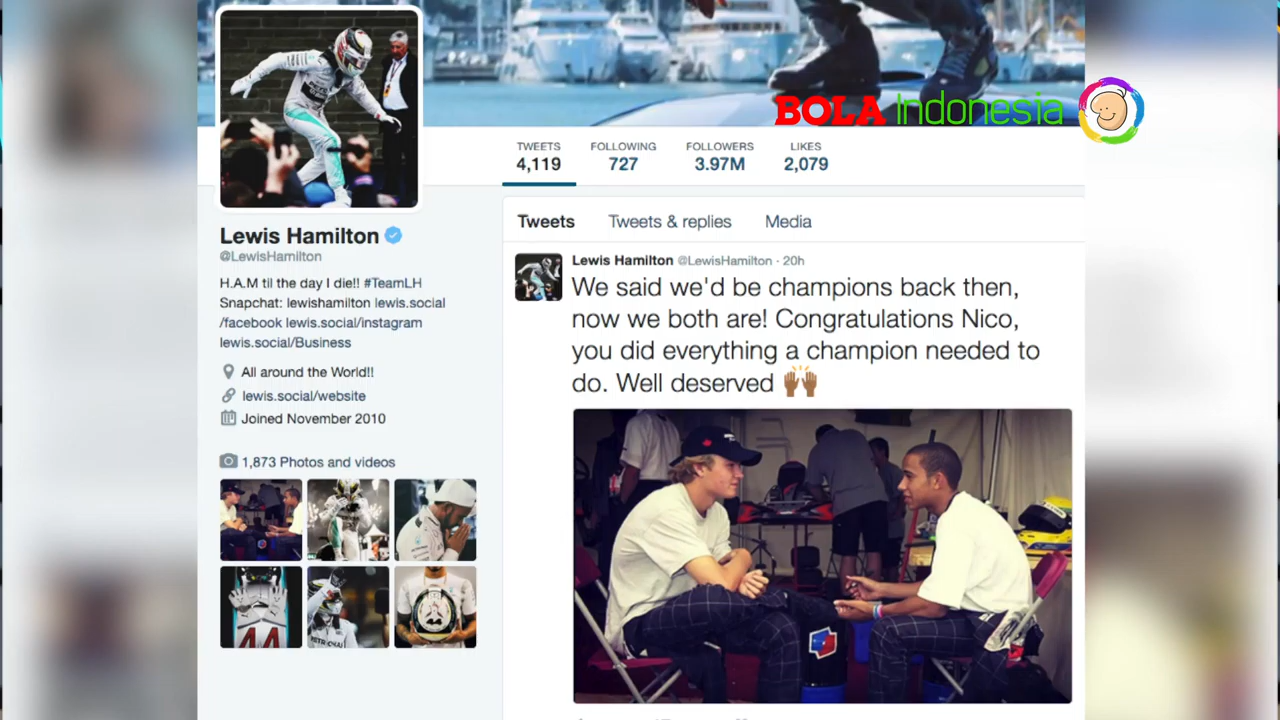 BOLA Indonesia
TWEETS FOLLOWING FOLLOWERS LIKES
4,119 727 3.97M 2,079
Tweets Tweets & replies Media
Lewis Hamilton
@LewisHamilton
H.A.M til the day I die!! #TeamLH
Snapchat: lewishamilton lewis.social
/facebook lewis.social/instagram
lewis.social/Business
All around the World!!
lewis.social/website
Joined November 2010
1,873 Photos and videos
44
Lewis Hamilton @LewisHamilton · 20h
We said we'd be champions back then,
now we both are! Congratulations Nico,
you did everything a champion needed to
do. Well deserved 🙌🏾